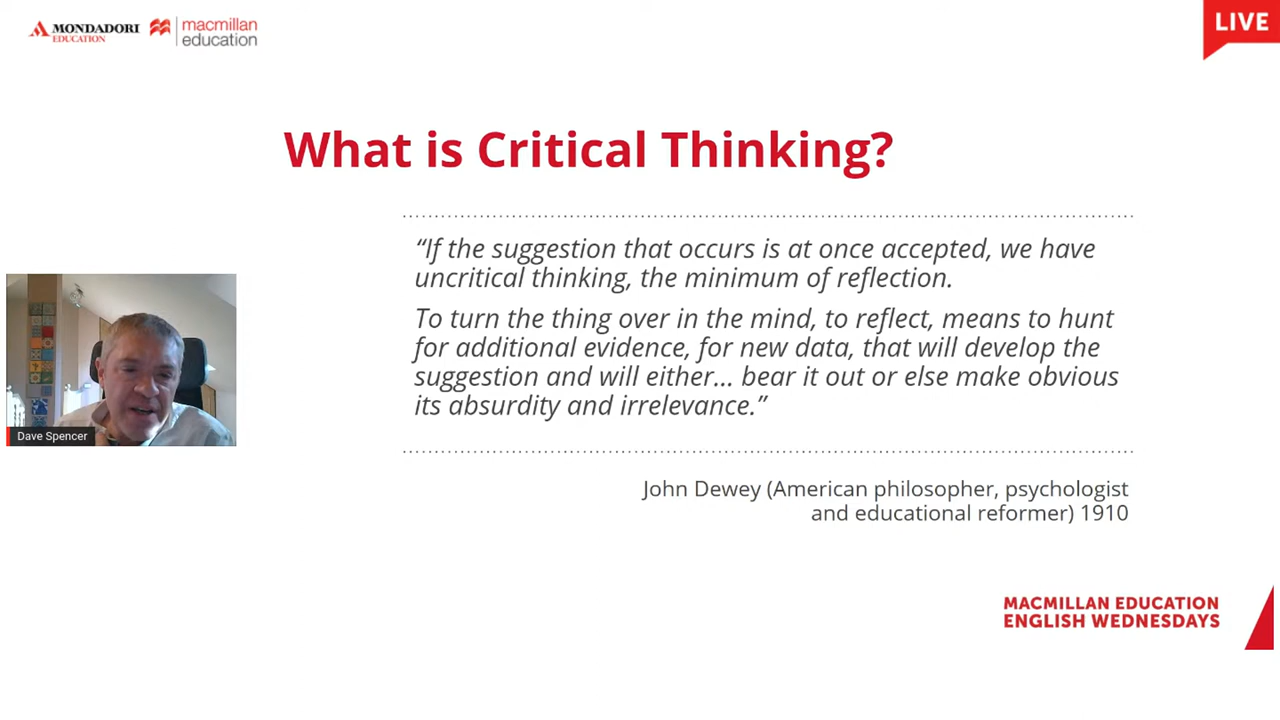 MONDADORI
EDUCATION
macmillan
education
LIVE
What is Critical Thinking?
“If the suggestion that occurs is at once accepted, we have
uncritical thinking, the minimum of reflection.
To turn the thing over in the mind, to reflect, means to hunt
for additional evidence, for new data, that will develop the
suggestion and will either... bear it out or else make obvious
its absurdity and irrelevance.”
Dave Spencer
John Dewey (American philosopher, psychologist
and educational reformer) 1910
MACMILLAN EDUCATION
ENGLISH WEDNESDAYS